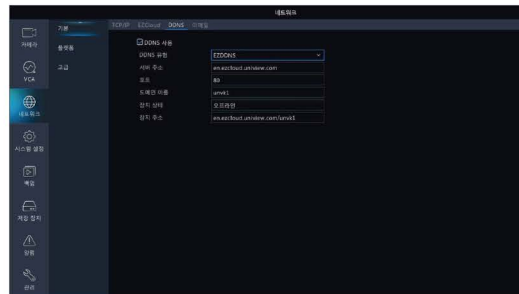 네트워크
TCP/IP EZCloud DDNS 이메일
카메라
VCA
네트워크
시스템 설정
백업
저장 장치
알람
관리
기본
플랫폼
고급
DDNS 사용
DDNS 유형 EZDDNS
서버 주소 en.ezcloud.uniview.com
포트 80
도메인 이름 unvk1
장치 상태 오프라인
장치 주소 en.ezcloud.uniview.com/unvk1